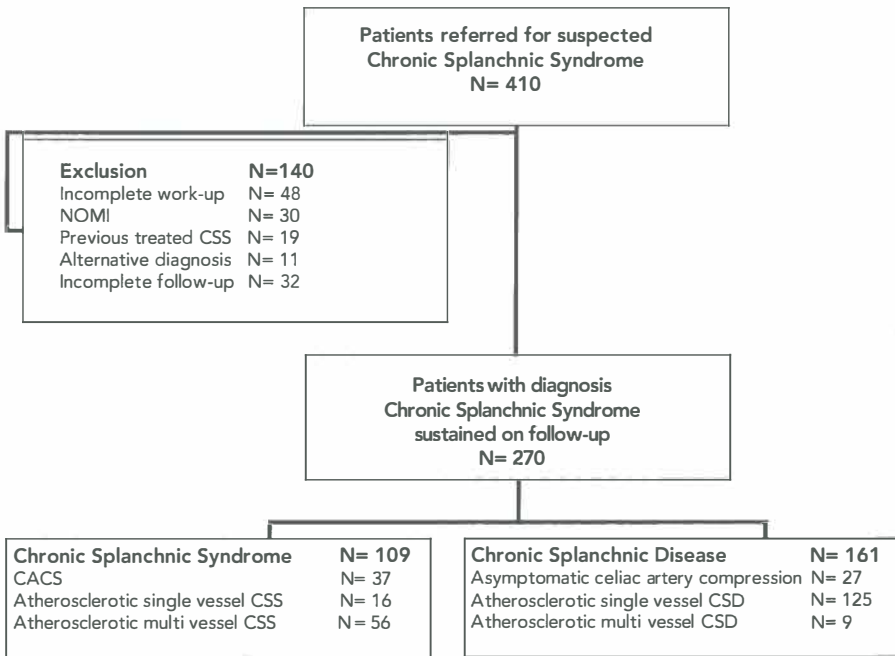 Patients referred for suspected
Chronic Splanchnic Syndrome
N= 410
Exclusion N=140
Incomplete work-up N= 48
NOMI N= 30
Previous treated CSS N= 19
Alternative diagnosis N= 11
Incomplete follow-up N= 32
Patients with diagnosis
Chronic Splanchnic Syndrome
sustained on follow-up
N= 270
Chronic Splanchnic Syndrome N= 109
CACS N= 37
Atherosclerotic single vessel CSS N= 16
Atherosclerotic multi vessel CSS N= 56
Chronic Splanchnic Disease N= 161
Asymptomatic celiac artery compression N= 27
Atherosclerotic single vessel CSD N= 125
Atherosclerotic multi vessel CSD N= 9